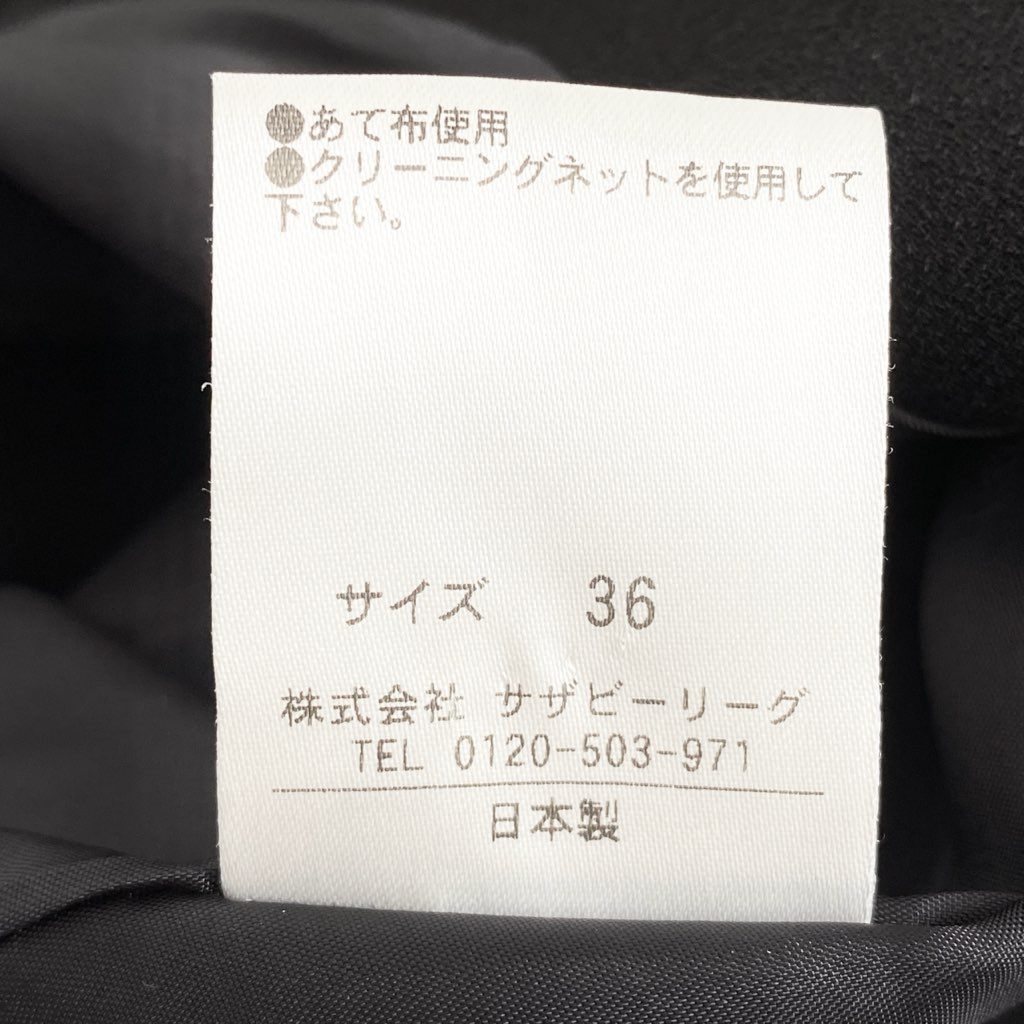 ●あて布使用
●クリーニングネットを使用して
下さい。
サイズ 36
株式会社 サザビーリーグ
TEL 0120-503-971
日本製